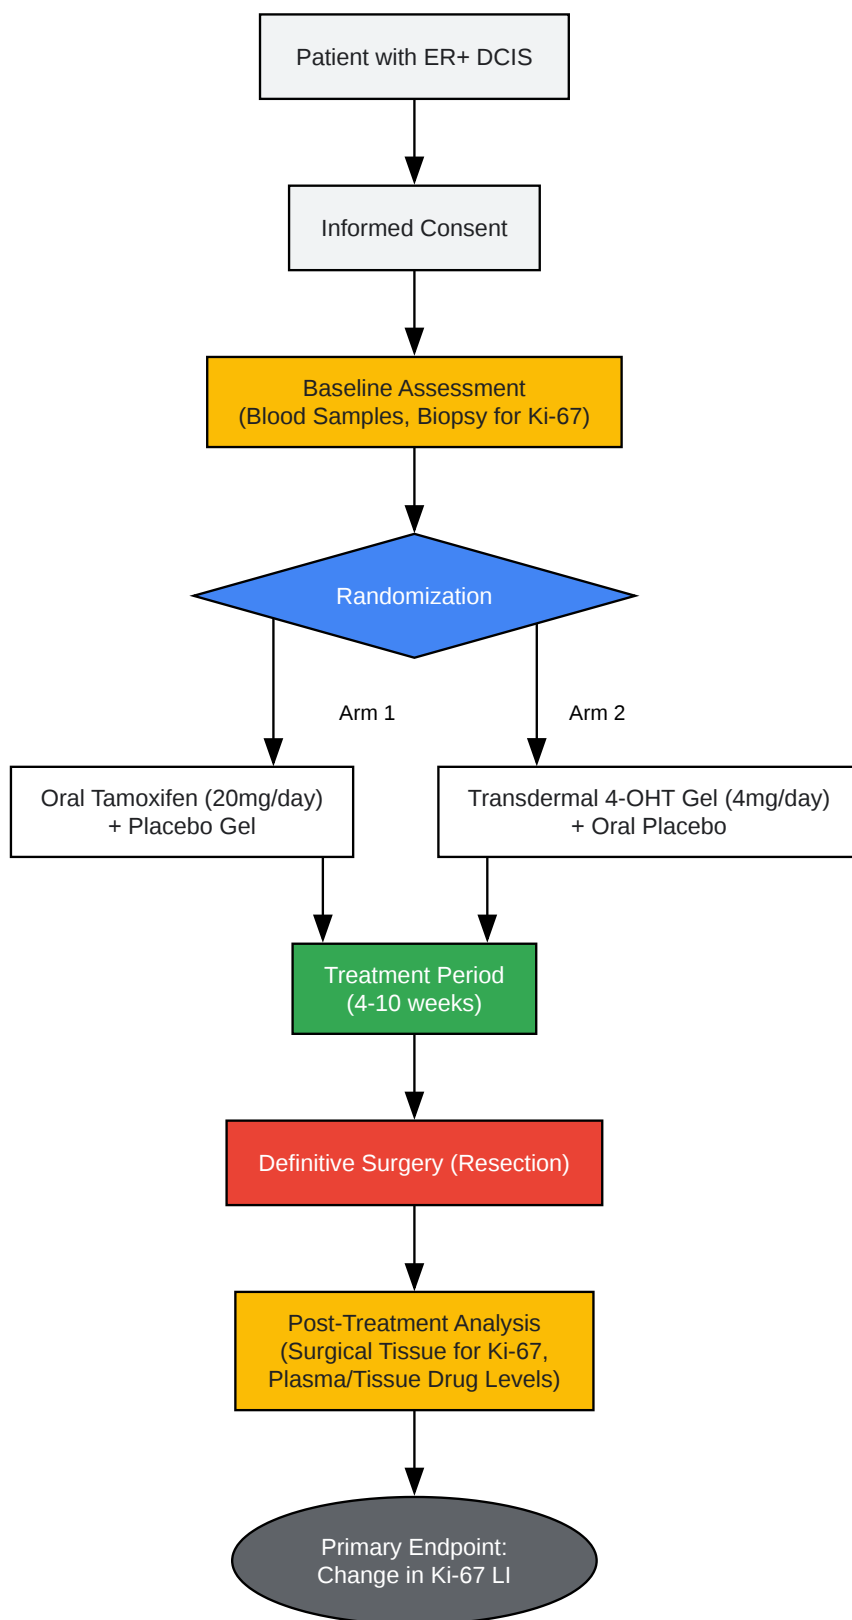 Patient with ER+ DCIS
Informed Consent
Baseline Assessment
(Blood Samples, Biopsy for Ki-67)
Randomization
Arm 1
Arm 2
Oral Tamoxifen (20mg/day)
+ Placebo Gel
Transdermal 4-OHT Gel (4mg/day)
+ Oral Placebo
Treatment Period
(4-10 weeks)
Definitive Surgery (Resection)
Post-Treatment Analysis
(Surgical Tissue for Ki-67,
Plasma/Tissue Drug Levels)
Primary Endpoint:
Change in Ki-67 LI